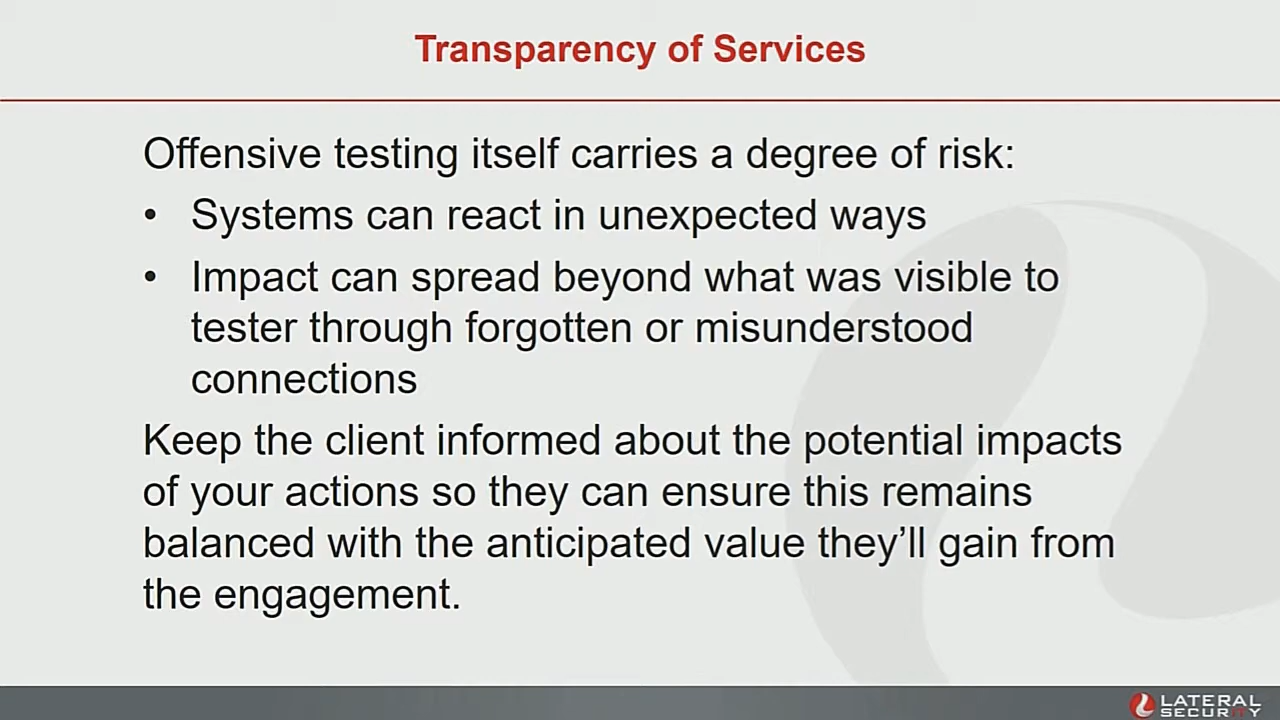 Transparency of Services
Offensive testing itself carries a degree of risk:
• Systems can react in unexpected ways
• Impact can spread beyond what was visible to
tester through forgotten or misunderstood
connections
Keep the client informed about the potential impacts
of your actions so they can ensure this remains
balanced with the anticipated value they’ll gain from
the engagement.
LATERAL
SECURITY